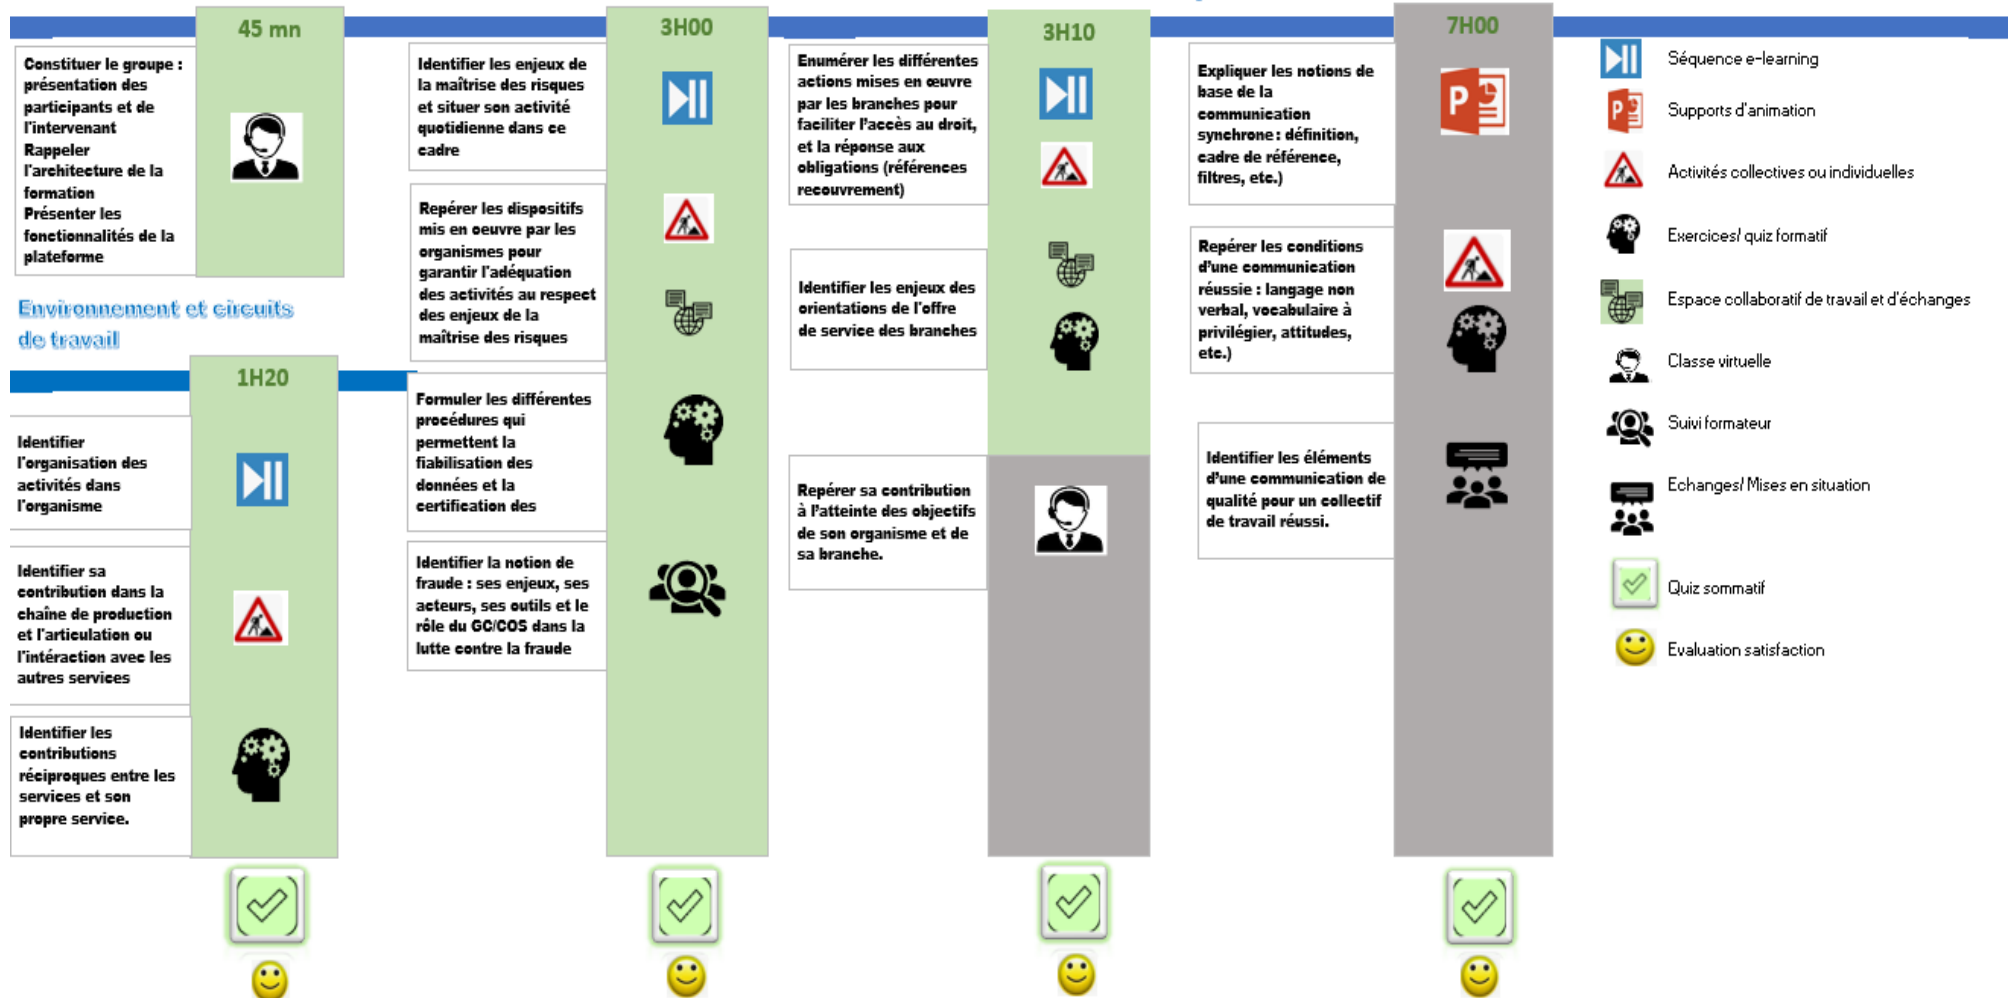 45 mn
Constituer le groupe :
présentation des
participants et de
l'intervenant
Rappeler
l'architecture de la
formation
Présenter les
fonctionnalités de la
plateforme
Environnement et circuits
de travail
1H20
Identifier
l'organisation des
activités dans
l'organisme
Identifier sa
contribution dans la
chaîne de production
et l'articulation ou
l'intéraction avec les
autres services
Identifier les
contributions
réciproques entre les
services et son
propre service.
3H00
Identifier les enjeux de
la maîtrise des risques
et situer son activité
quotidienne dans ce
cadre
Repérer les dispositifs
mis en oeuvre par les
organismes pour
garantir l'adéquation
des activités au respect
des enjeux de la
maîtrise des risques
Formuler les différentes
procédures qui
permettent la
fiabilisation des
données et la
certification des
Identifier la notion de
fraude : ses enjeux, ses
acteurs, ses outils et le
rôle du GC/COS dans la
lutte contre la fraude
3H10
Enumérer les différentes
actions mises en œuvre
par les branches pour
faciliter l'accès au droit,
et la réponse aux
obligations (références
recouvrement)
Identifier les enjeux des
orientations de l'offre
de service des branches
Repérer sa contribution
à l'atteinte des objectifs
de son organisme et de
sa branche.
7H00
Expliquer les notions de
base de la
communication
synchrone : définition,
cadre de référence,
filtres, etc.)
Repérer les conditions
d'une communication
réussie : langage non
verbal, vocabulaire à
privilégier, attitudes,
etc.)
Identifier les éléments
d'une communication de
qualité pour un collectif
de travail réussi.
Séquence e-learning
Supports d'animation
Activités collectives ou individuelles
Exercices/ quiz formatif
Espace collaboratif de travail et d'échanges
Classe virtuelle
Suivi formateur
Echanges/ Mises en situation
Quiz sommatif
Evaluation satisfaction